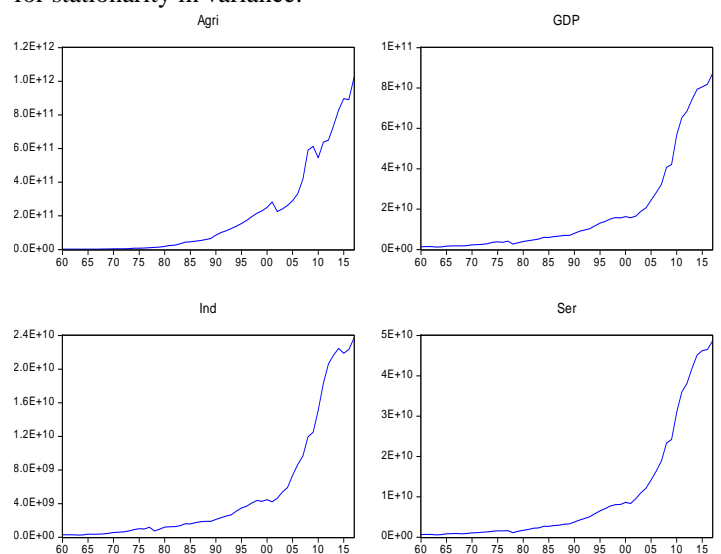 for stationarity in variance.
Agri
1.2E+12
1.0E+12
8.0E+11
6.0E+11
4.0E+11
2.0E+11
0.0E+00
60 65 70 75 80 85 90 95 00 05 10 15
GDP
1E+11
8E+10
6E+10
4E+10
2E+10
0E+00
60 65 70 75 80 85 90 95 00 05 10 15
Ind
2.4E+10
2.0E+10
1.6E+10
1.2E+10
8.0E+09
4.0E+09
0.0E+00
60 65 70 75 80 85 90 95 00 05 10 15
Ser
5E+10
4E+10
3E+10
2E+10
1E+10
0E+00
60 65 70 75 80 85 90 95 00 05 10 15